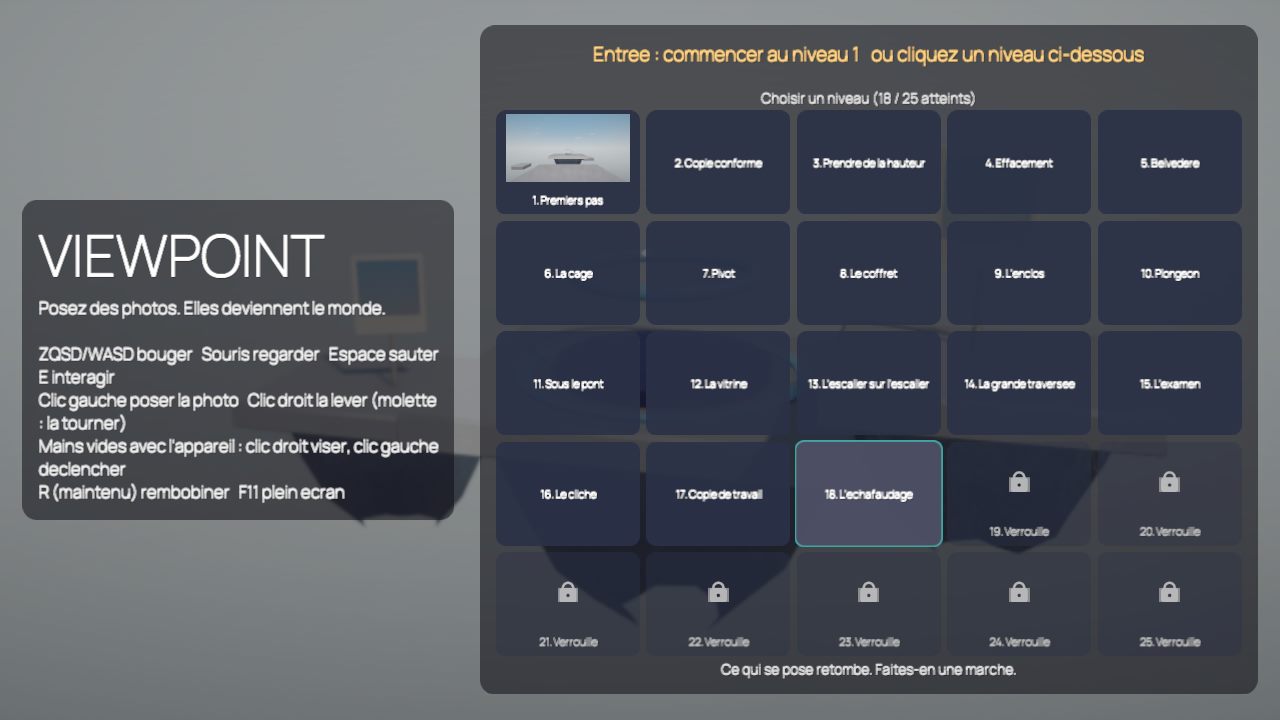 VIEWPOINT
Posez des photos. Elles deviennent le monde.
ZQSD/WASD bouger  Souris regarder  Espace sauter
E interagir
Clic gauche poser la photo  Clic droit la lever (molette
: la tourner)
Mains vides avec l'appareil : clic droit viser, clic gauche
declencher
R (maintenu) rembobiner  F11 plein ecran
Entree : commencer au niveau 1  ou cliquez un niveau ci-dessous
Choisir un niveau (18 / 25 atteints)
1. Premiers pas
2. Copie conforme
3. Prendre de la hauteur
4. Effacement
5. Belvedere
6. La cage
7. Pivot
8. Le coffret
9. L'enclos
10. Plongeon
11. Sous le pont
12. La vitrine
13. L'escalier sur l'escalier
14. La grande traversee
15. L'examen
16. Le cliche
17. Copie de travail
18. L'echafaudage
19. Verrouille
20. Verrouille
21. Verrouille
22. Verrouille
23. Verrouille
24. Verrouille
25. Verrouille
Ce qui se pose retombe. Faites-en une marche.